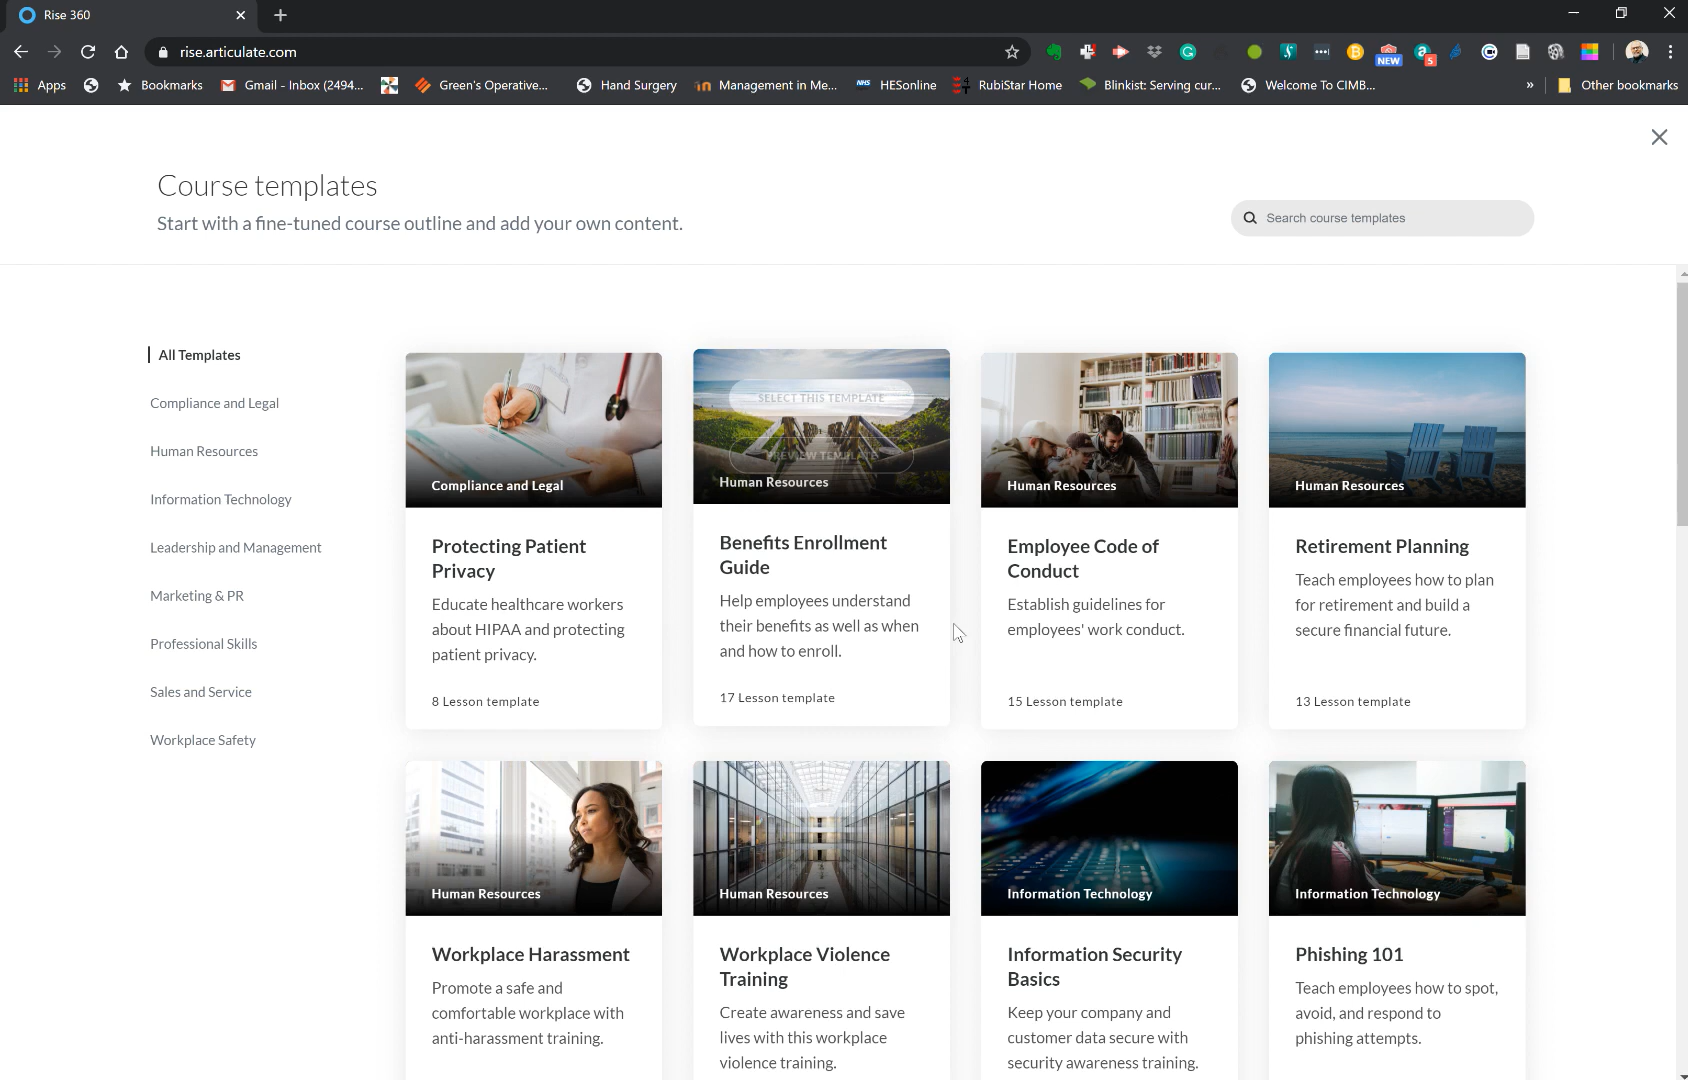 Rise 360
rise.articulate.com
NEW
5
Apps
Bookmarks
Gmail - Inbox (2494...
Green's Operative...
Hand Surgery
Management in Me...
NHS
HESonline
RubiStar Home
Blinkist: Serving cur...
Welcome To CIMB...
»
Other bookmarks
Course templates
Start with a fine-tuned course outline and add your own content.
Search course templates
All Templates
Compliance and Legal
Human Resources
Information Technology
Leadership and Management
Marketing & PR
Professional Skills
Sales and Service
Workplace Safety
Compliance and Legal
Protecting Patient
Privacy
Educate healthcare workers
about HIPAA and protecting
patient privacy.
8 Lesson template
SELECT THIS TEMPLATE
PREVIEW TEMPLATE
Human Resources
Benefits Enrollment
Guide
Help employees understand
their benefits as well as when
and how to enroll.
17 Lesson template
Human Resources
Employee Code of
Conduct
Establish guidelines for
employees' work conduct.
15 Lesson template
Human Resources
Retirement Planning
Teach employees how to plan
for retirement and build a
secure financial future.
13 Lesson template
Human Resources
Workplace Harassment
Promote a safe and
comfortable workplace with
anti-harassment training.
Human Resources
Workplace Violence
Training
Create awareness and save
lives with this workplace
violence training.
Information Technology
Information Security
Basics
Keep your company and
customer data secure with
security awareness training.
Information Technology
Phishing 101
Teach employees how to spot,
avoid, and respond to
phishing attempts.